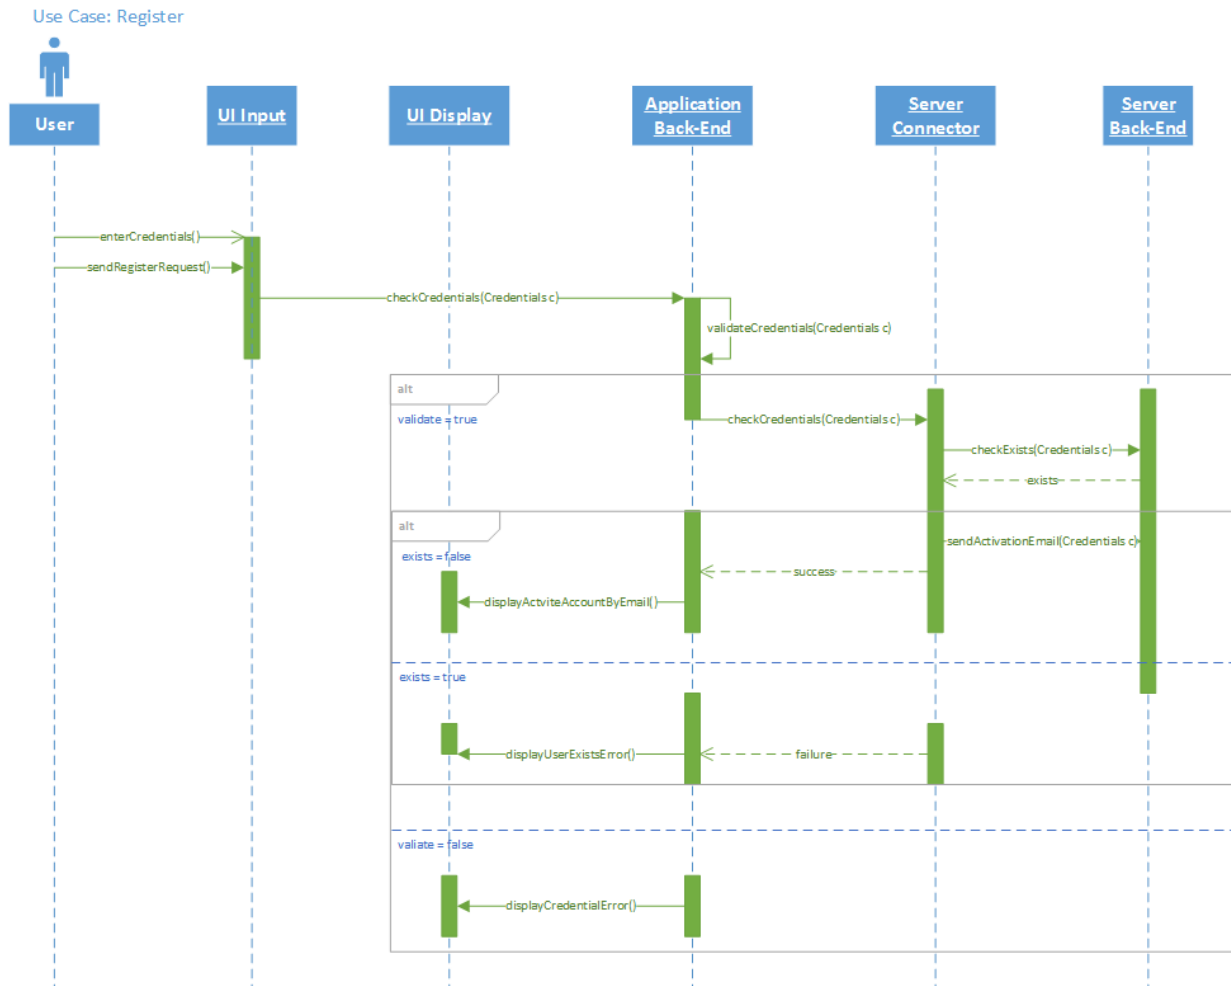 Use Case: Register
User
UI Input
UI Display
Application
Back-End
Server
Connector
Server
Back-End
enterCredentials()
sendRegisterRequest()
checkCredentials(Credentials c)
validateCredentials(Credentials c)
alt
validate = true
checkCredentials(Credentials c)
checkExists(Credentials c)
exists
alt
sendActivationEmail(Credentials c)
exists = false
success
displayActviteAccountByEmail()
exists = true
displayUserExistsError()
failure
valiate = false
displayCredentialError()